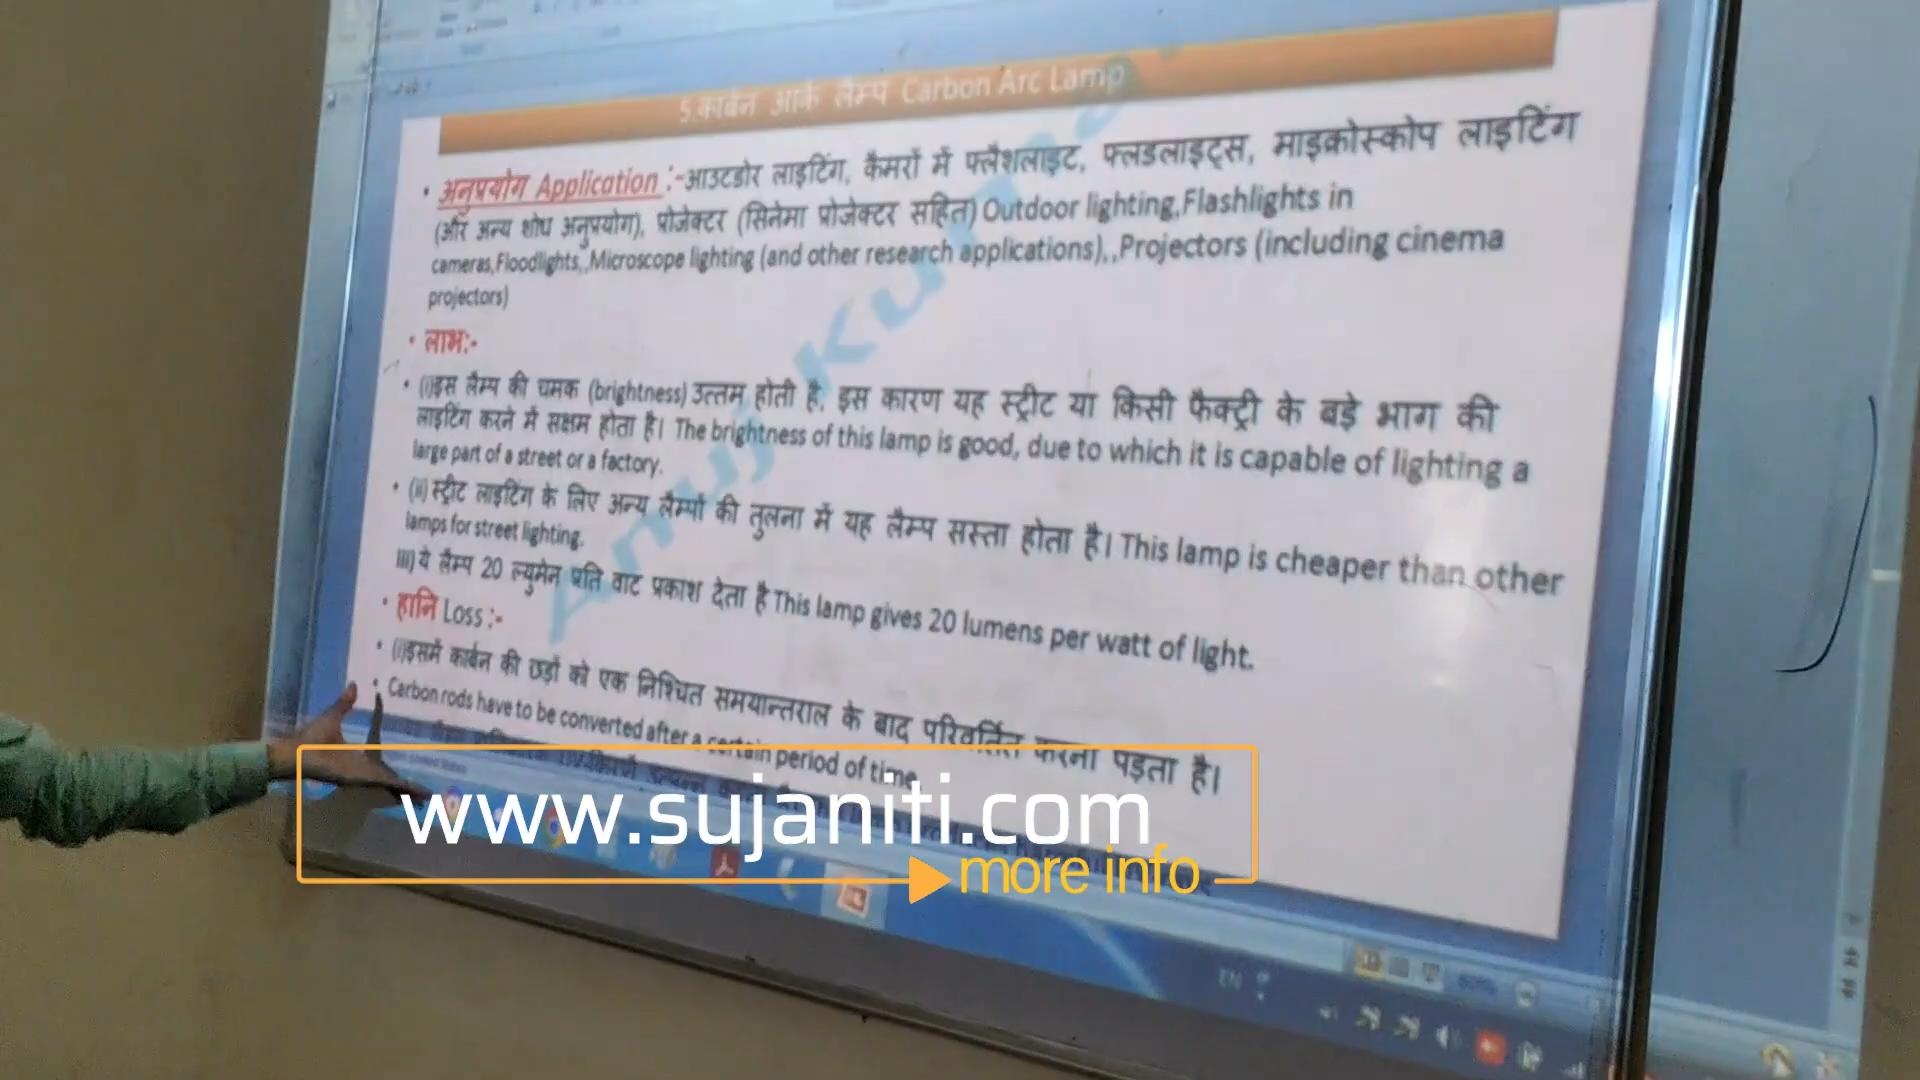 5.कार्बन आर्क लैम्प Carbon Arc Lamp
• अनुप्रयोग Application :-आउटडोर लाइटिंग, कैमरों में फ्लैशलाइट, फ्लडलाइट्स, माइक्रोस्कोप लाइटिंग
(और अन्य शोध अनुप्रयोग), प्रोजेक्टर (सिनेमा प्रोजेक्टर सहित) Outdoor lighting,Flashlights in
cameras,Floodlights,,Microscope lighting (and other research applications),,Projectors (including cinema
projectors)
• लाभ:-
• (i)इस लैम्प की चमक (brightness) उत्तम होती है, इस कारण यह स्ट्रीट या किसी फैक्ट्री के बड़े भाग की
लाइटिंग करने में सक्षम होता है। The brightness of this lamp is good, due to which it is capable of lighting a
large part of a street or a factory.
• (ii) स्ट्रीट लाइटिंग के लिए अन्य लैम्पों की तुलना में यह लैम्प सस्ता होता है। This lamp is cheaper than other
lamps for street lighting.
III) ये लैम्प 20 ल्युमेन प्रति वाट प्रकाश देता है This lamp gives 20 lumens per watt of light.
• हानि Loss :-
• (i)इसमें कार्बन की छड़ों को एक निश्चित समयान्तराल के बाद परिवर्तित करना पड़ता है।
• Carbon rods have to be converted after a certain period of time.
Anuj Kumar
www.sujaniti.com
more info
EN
60%